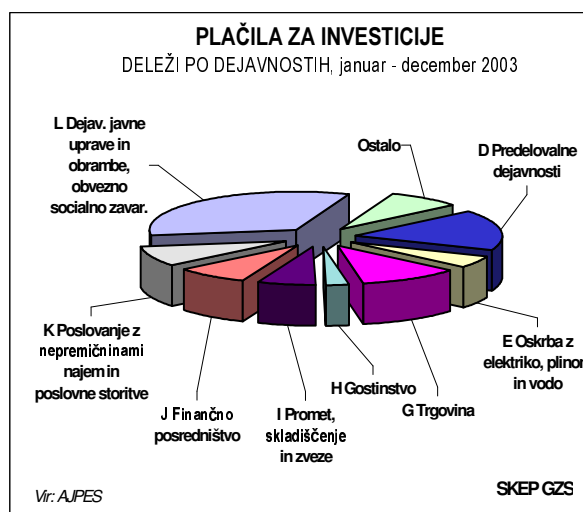 PLAČILA ZA INVESTICIJE
DELEŽI PO DEJAVNOSTIH, januar - december 2003
L Dejav. javne
uprave in
obrambe,
obvezno
socialno zavar.
Ostalo
D Predelovalne
dejavnosti
K Poslovanje z
nepremičninami
najem in
poslovne storitve
J Finančno
posredništvo
I Promet,
skladiščenje
in zveze
H Gostinstvo
G Trgovina
E Oskrba z
elektriko, plinom
in vodo
Vir: AJPES
SKEP GZS